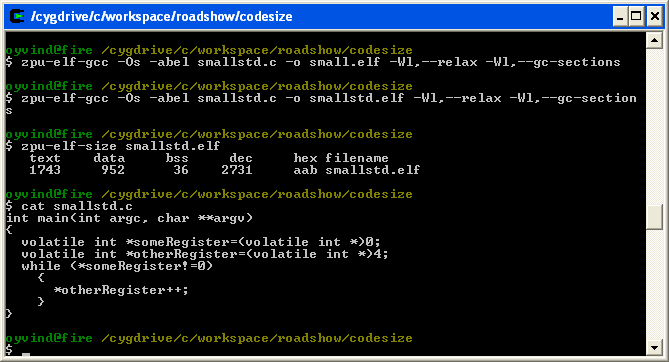 /cygdrive/c/workspace/roadshow/codesize
oyvind@fire /cygdrive/c/workspace/roadshow/codesize
$ zpu-elf-gcc -Os -abel smallstd.c -o small.elf -Wl,--relax -Wl,--gc-sections
oyvind@fire /cygdrive/c/workspace/roadshow/codesize
$ zpu-elf-gcc -Os -abel smallstd.c -o smallstd.elf -Wl,--relax -Wl,--gc-section
s
oyvind@fire /cygdrive/c/workspace/roadshow/codesize
$ zpu-elf-size smallstd.elf
   text    data     bss     dec     hex filename
   1743     952      36    2731     aab smallstd.elf
oyvind@fire /cygdrive/c/workspace/roadshow/codesize
$ cat smallstd.c
int main(int argc, char **argv)
{
  volatile int *someRegister=(volatile int *)0;
  volatile int *otherRegister=(volatile int *)4;
  while (*someRegister!=0)
    {
      *otherRegister++;
    }
}
oyvind@fire /cygdrive/c/workspace/roadshow/codesize
$